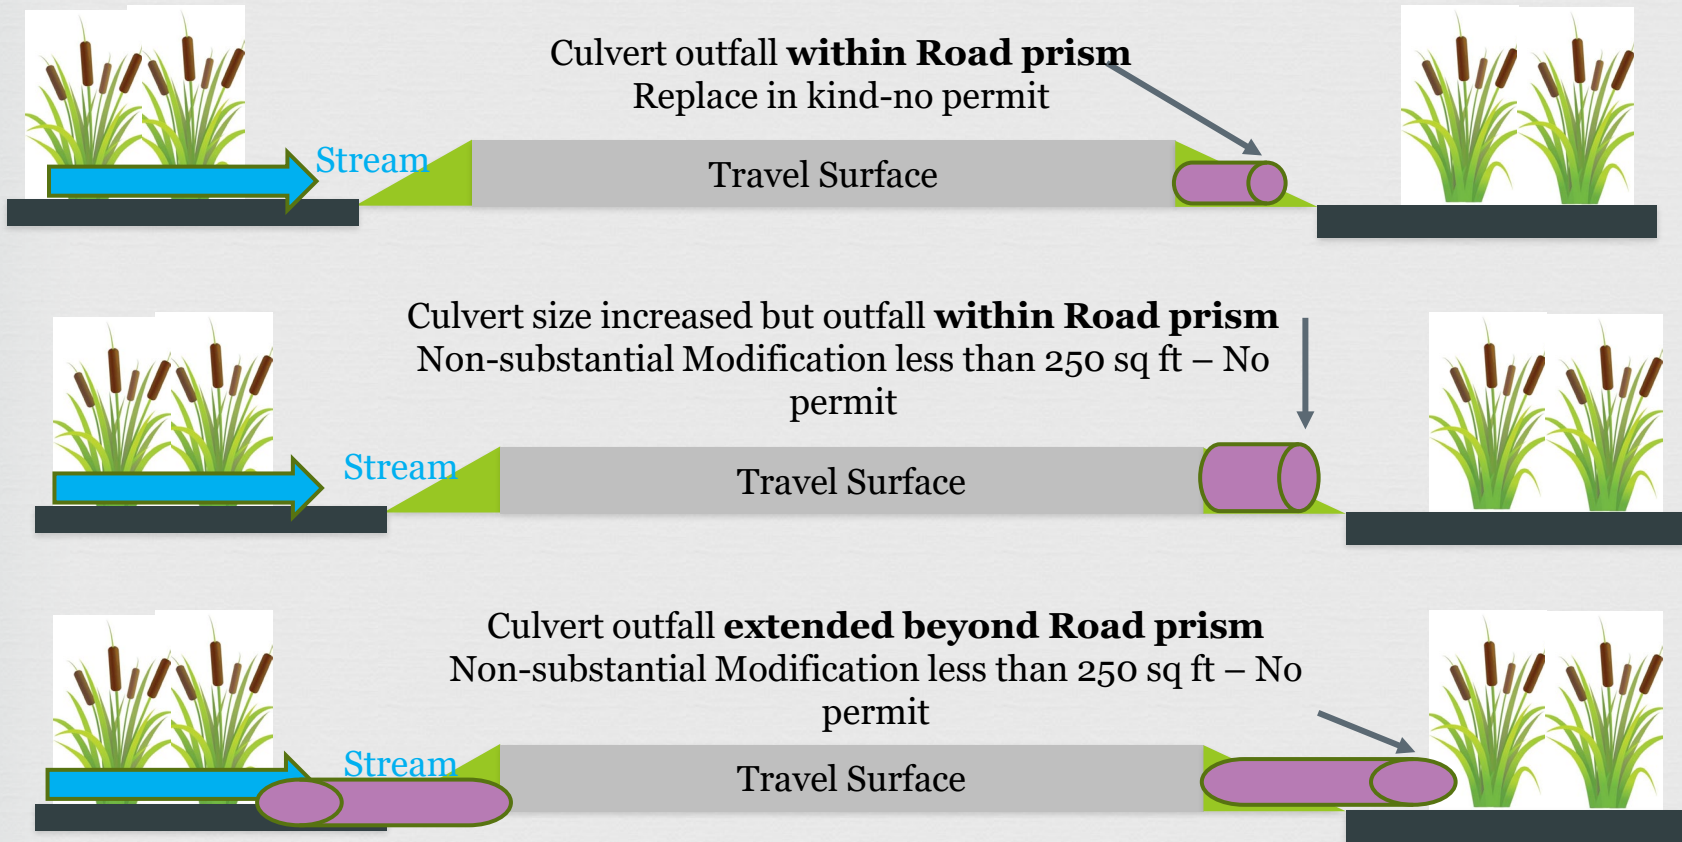 Culvert outfall within Road prism
Replace in kind-no permit
Stream
Travel Surface
Culvert size increased but outfall within Road prism
Non-substantial Modification less than 250 sq ft – No
permit
Stream
Travel Surface
Culvert outfall extended beyond Road prism
Non-substantial Modification less than 250 sq ft – No
permit
Stream
Travel Surface